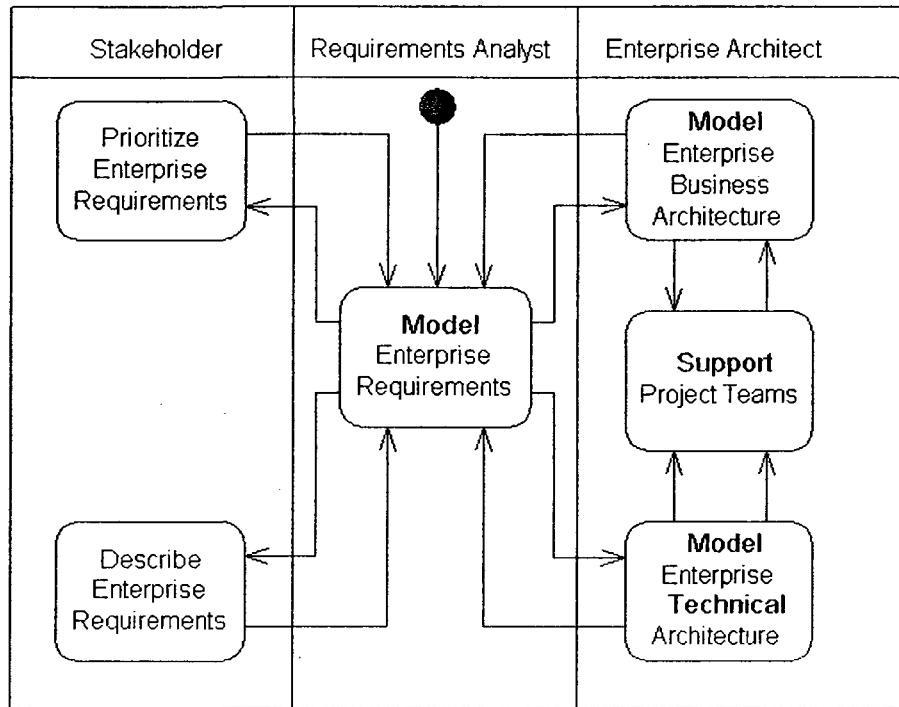 Stakeholder
Requirements Analyst
Enterprise Architect
Prioritize
Enterprise
Requirements
Model
Enterprise
Business
Architecture
Model
Enterprise
Requirements
Support
Project Teams
Describe
Enterprise
Requirements
Model
Enterprise
Technical
Architecture